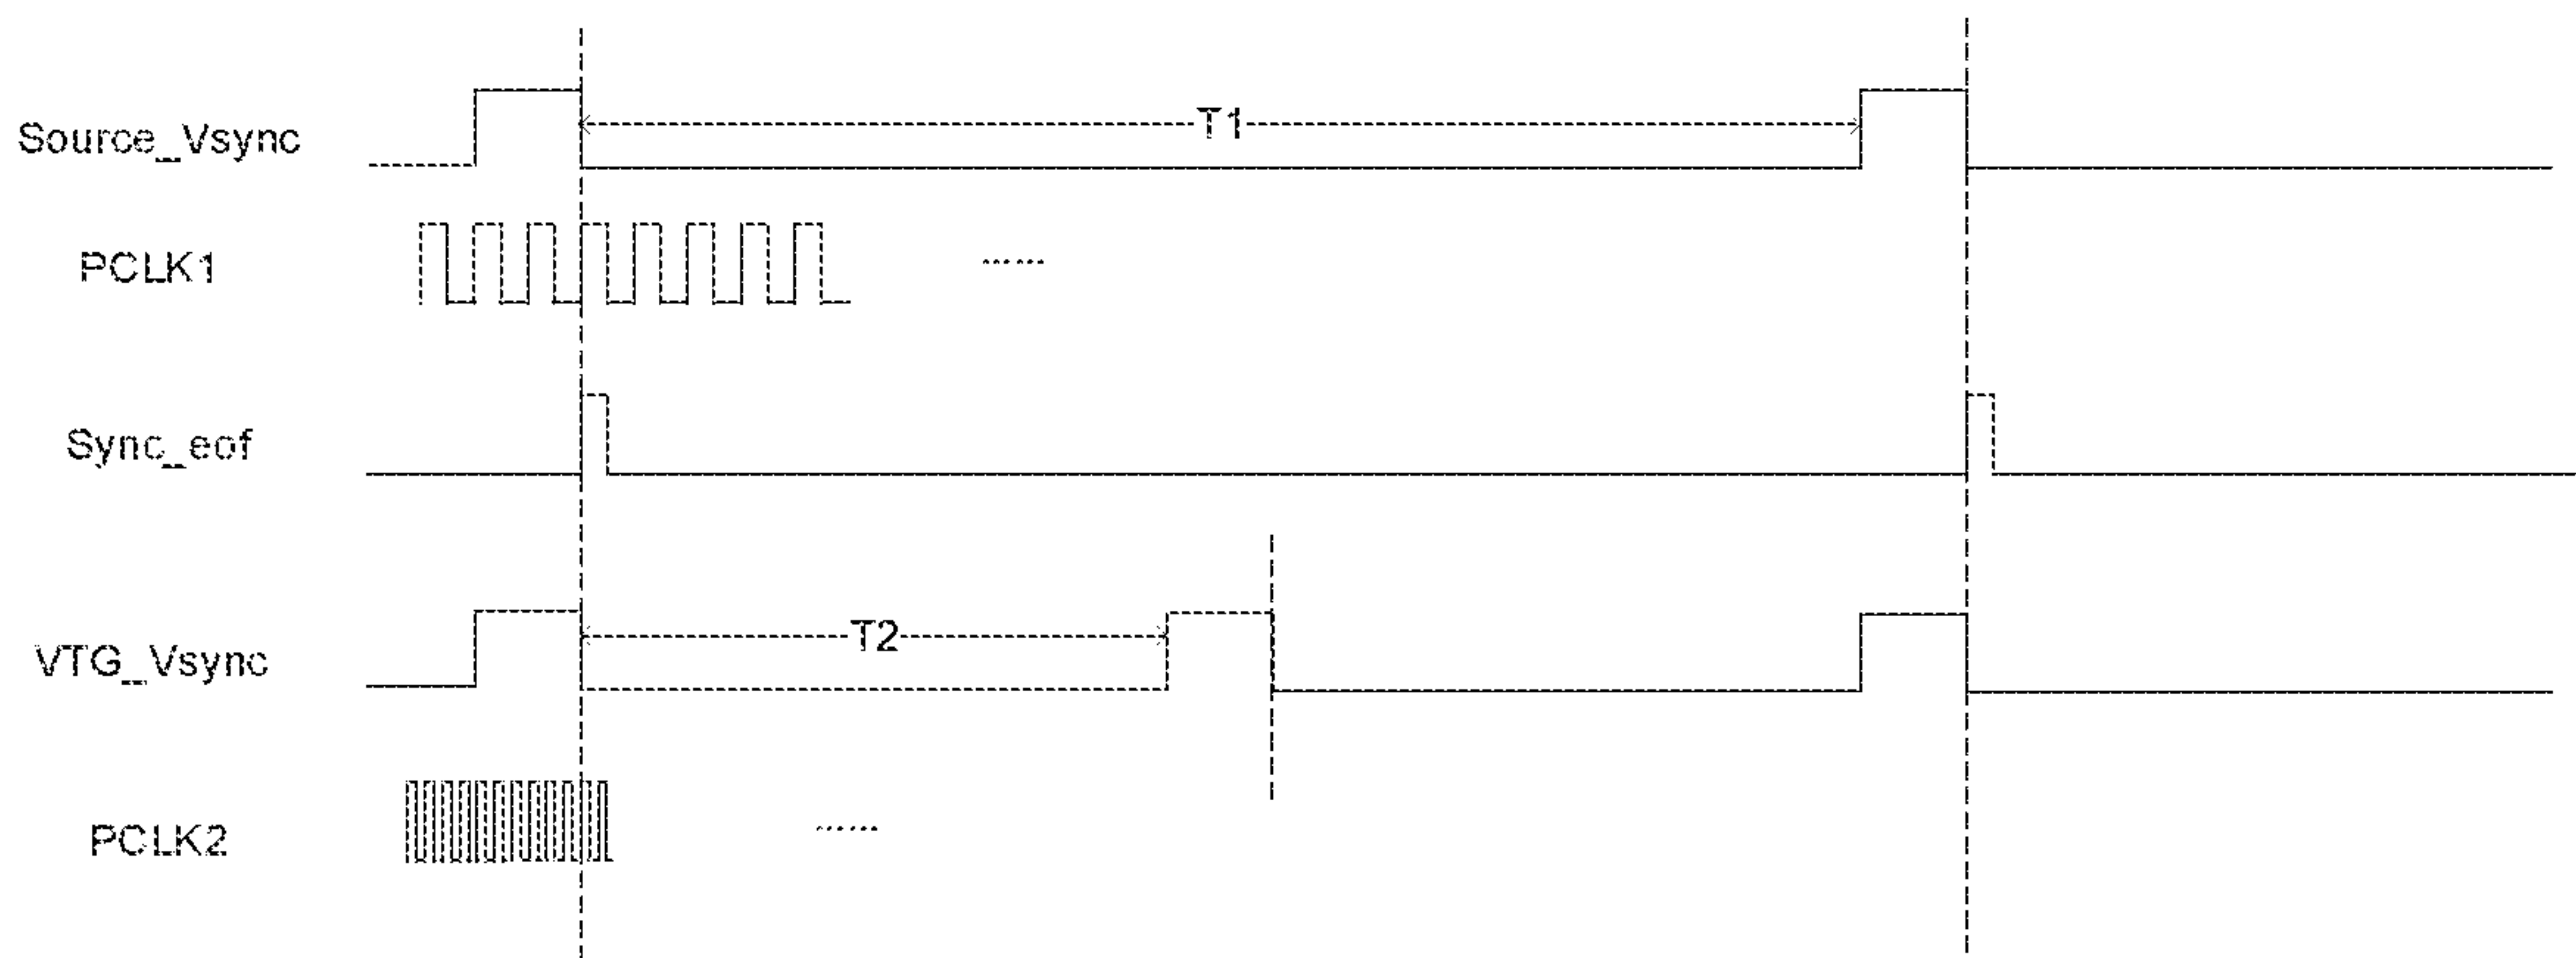 Source_Vsync
T1
PCLK1
......
Sync_eof
VTG_Vsync
T2
PCLK2
......